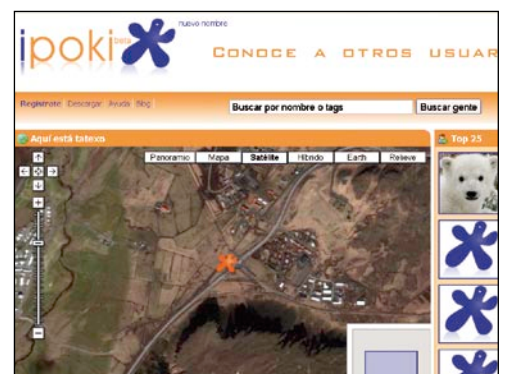 nuevo nombre
ipoki beta
CONOCE A OTROS USUAR
Regístrate Descargar Ayuda Blog
Buscar por nombre o tags Buscar gente
Aquí está tatexo Top 25
Panoramio Mapa Satélite Híbrido Earth Relieve